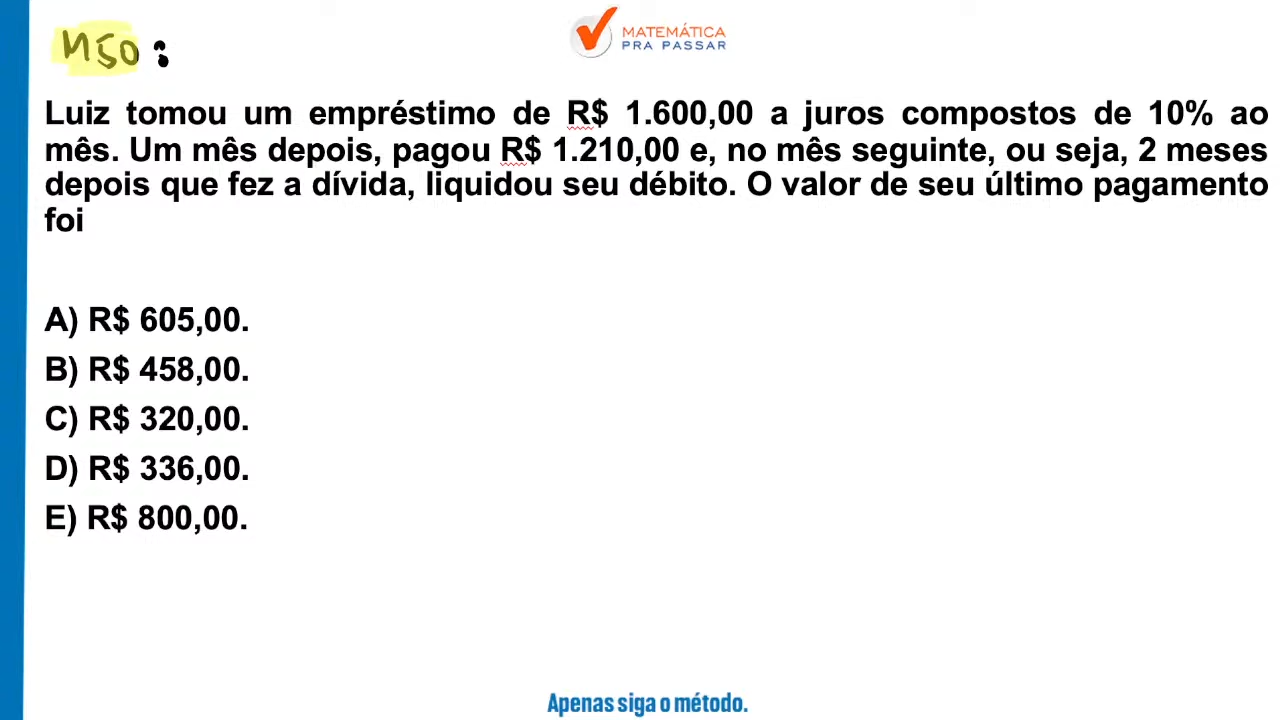 M50:
MATEMÁTICA
PRA PASSAR
Luiz tomou um empréstimo de R$ 1.600,00 a juros compostos de 10% ao
mês. Um mês depois, pagou R$ 1.210,00 e, no mês seguinte, ou seja, 2 meses
depois que fez a dívida, liquidou seu débito. O valor de seu último pagamento
foi
A) R$ 605,00.
B) R$ 458,00.
C) R$ 320,00.
D) R$ 336,00.
E) R$ 800,00.
Apenas siga o método.